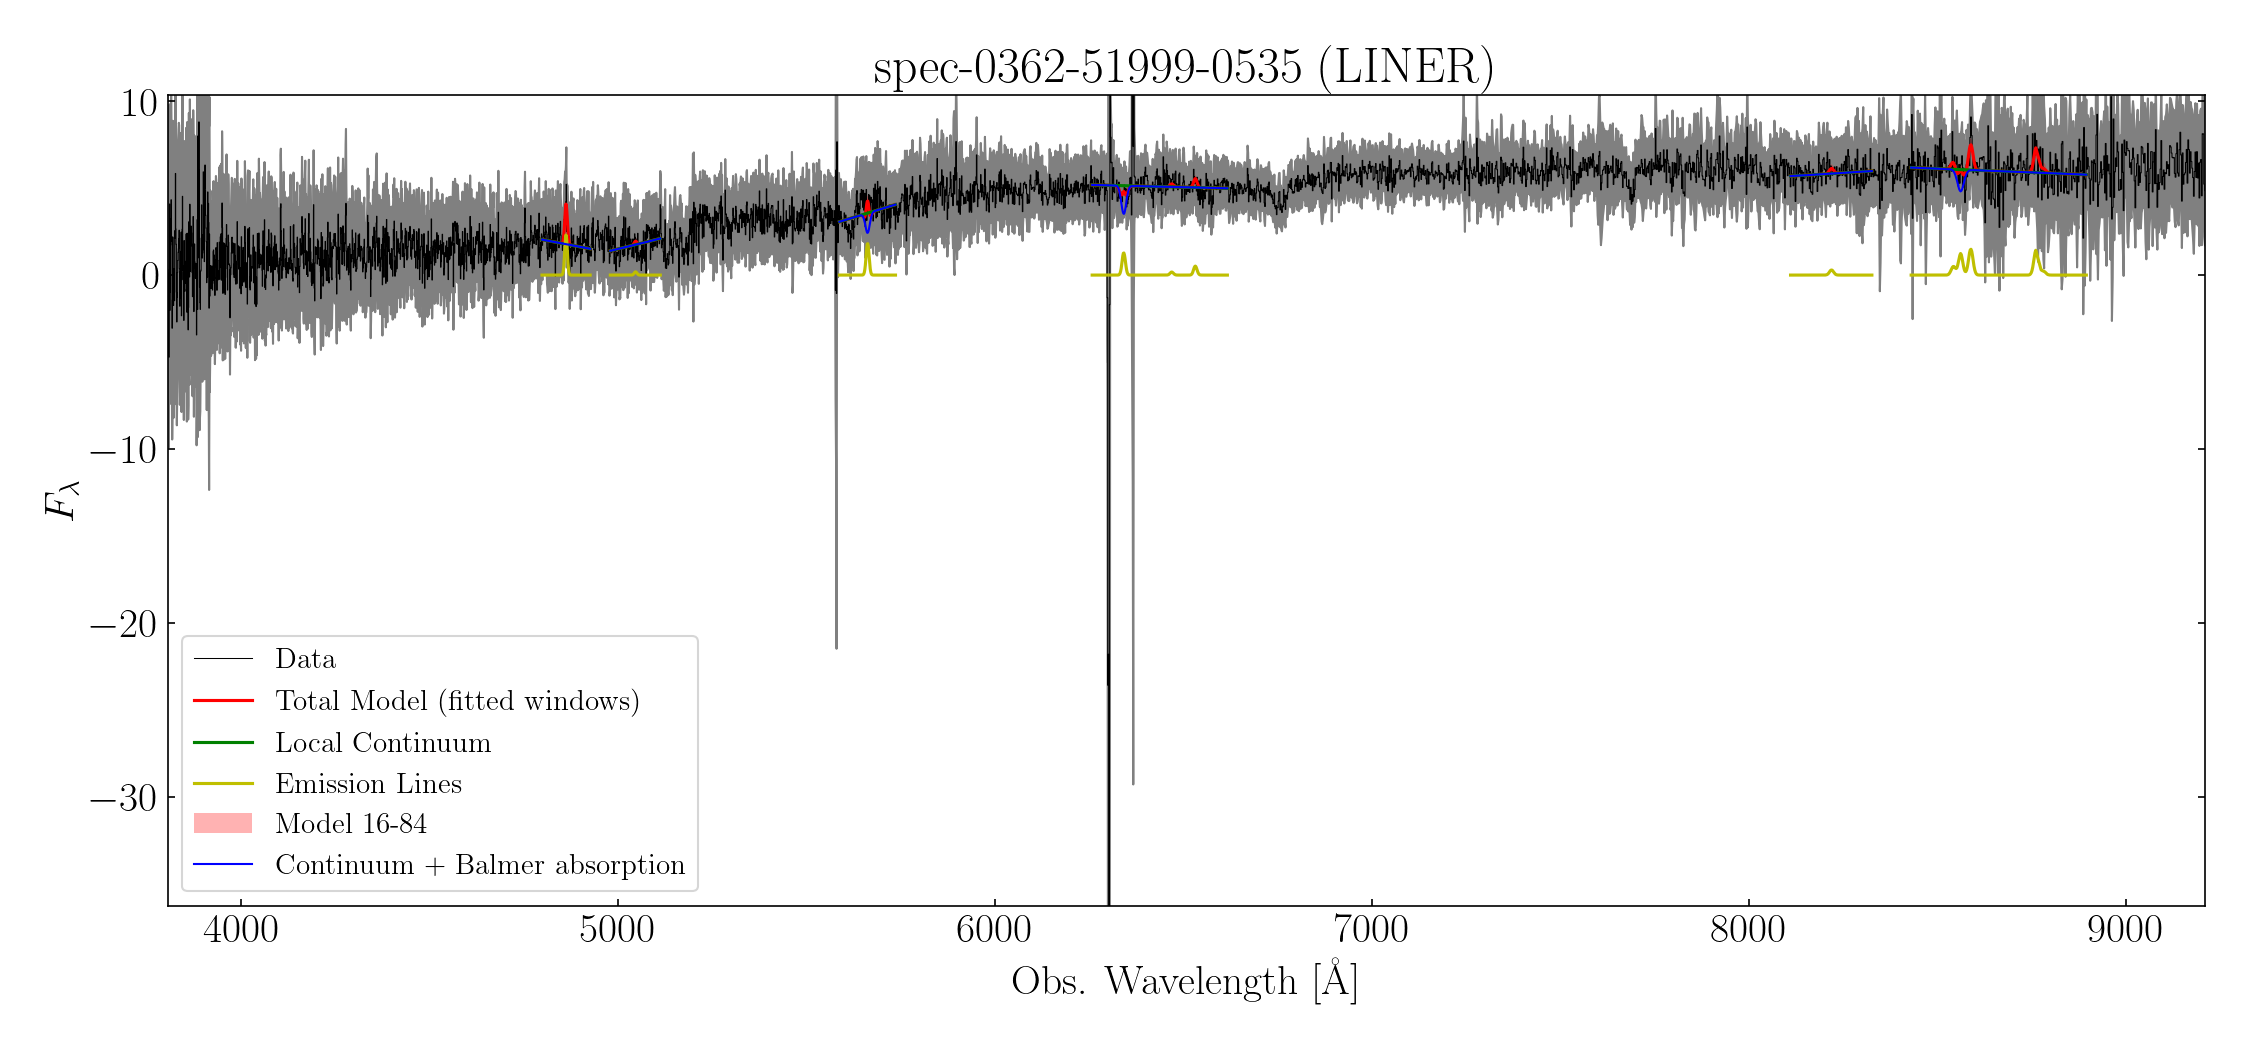 spec-0362-51999-0535 (LINER)
10
0
−10
−20
−30
F_λ
Data
Total Model (fitted windows)
Local Continuum
Emission Lines
Model 16-84
Continuum + Balmer absorption
4000 5000 6000 7000 8000 9000
Obs. Wavelength [Å]